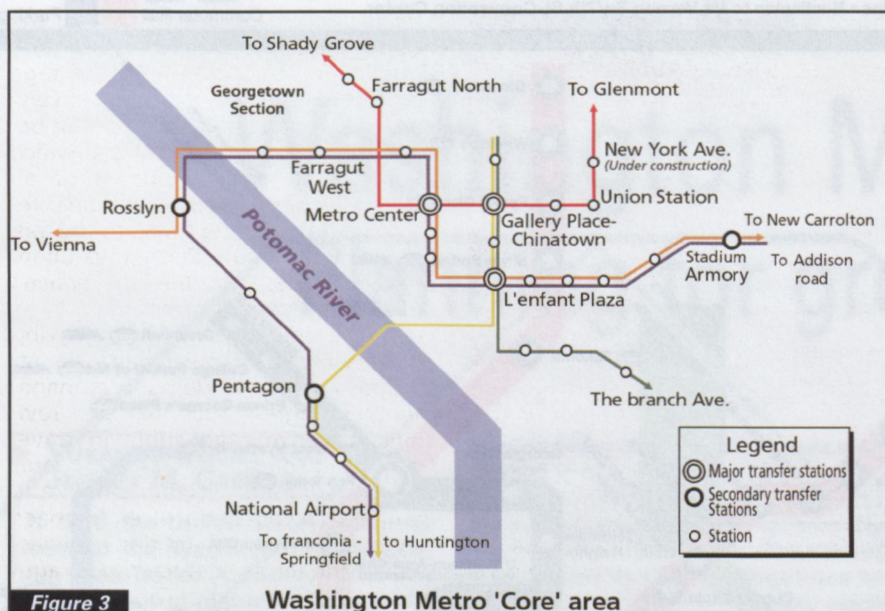 To Shady Grove
Georgetown
Section
Farragut North
To Glenmont
New York Ave.
(Under construction)
Farragut
West
Rosslyn
Metro Center
Union Station
Gallery Place-
Chinatown
To Vienna
To New Carrolton
Stadium
Armory
To Addison
road
L'enfant Plaza
Potomac River
Pentagon
The branch Ave.
National Airport
To franconia -
Springfield
to Huntington
Legend
Major transfer stations
Secondary transfer
Stations
Station
Figure 3
Washington Metro 'Core' area